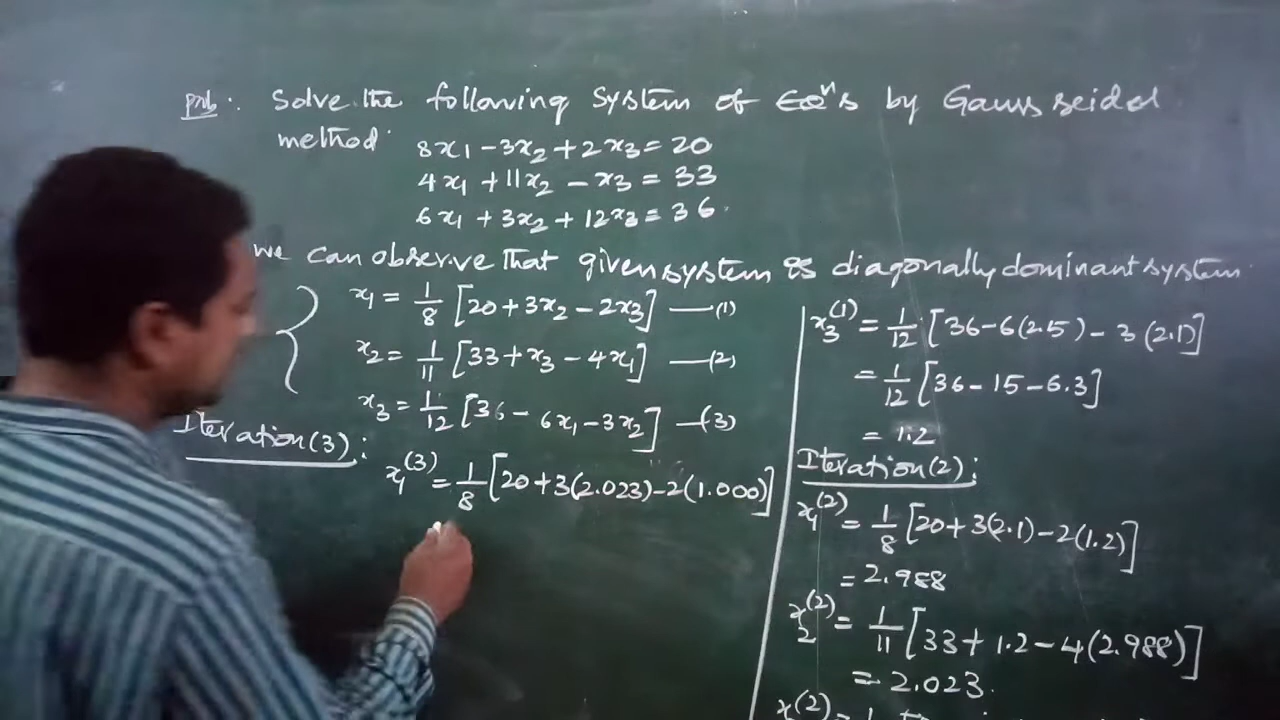 prob:. Solve the following System of EQⁿs by Gauss seidel
method.
8x₁ - 3x₂ + 2x₃ = 20
4x₁ + 11x₂ - x₃ = 33
6x₁ + 3x₂ + 12x₃ = 36.
we can observe that given system is diagonally dominant system.
x₁ = 1/8 [20 + 3x₂ - 2x₃] —(1)
x₂ = 1/11 [33 + x₃ - 4x₁] —(2)
x₃ = 1/12 [36 - 6x₁ - 3x₂] —(3)
x₃⁽¹⁾ = 1/12 [36 - 6(2.5) - 3(2.1)]
= 1/12 [36 - 15 - 6.3]
= 1.2
Iteration(2):
x₁⁽²⁾ = 1/8 [20 + 3(2.1) - 2(1.2)]
= 2.988
x₂⁽²⁾ = 1/11 [33 + 1.2 - 4(2.988)]
= 2.023.
x₃⁽²⁾ =
Iteration(3):
x₁⁽³⁾ = 1/8 [20 + 3(2.023) - 2(1.000)]